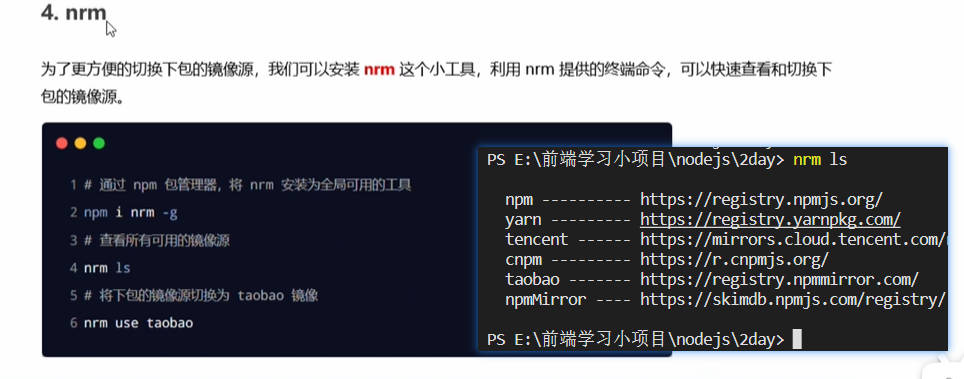 4. nrm
为了更方便的切换下包的镜像源，我们可以安装 nrm 这个小工具，利用 nrm 提供的终端命令，可以快速查看和切换下
包的镜像源。
1 # 通过 npm 包管理器，将 nrm 安装为全局可用的工具
2 npm i nrm -g
3 # 查看所有可用的镜像源
4 nrm ls
5 # 将下包的镜像源切换为 taobao 镜像
6 nrm use taobao
PS E:\前端学习小项目\nodejs\2day> nrm ls
npm ---------- https://registry.npmjs.org/
yarn --------- https://registry.yarnpkg.com/
tencent ------ https://mirrors.cloud.tencent.com/
cnpm --------- https://r.cnpmjs.org/
taobao ------- https://registry.npmmirror.com/
npmMirror ---- https://skimdb.npmjs.com/registry/
PS E:\前端学习小项目\nodejs\2day>